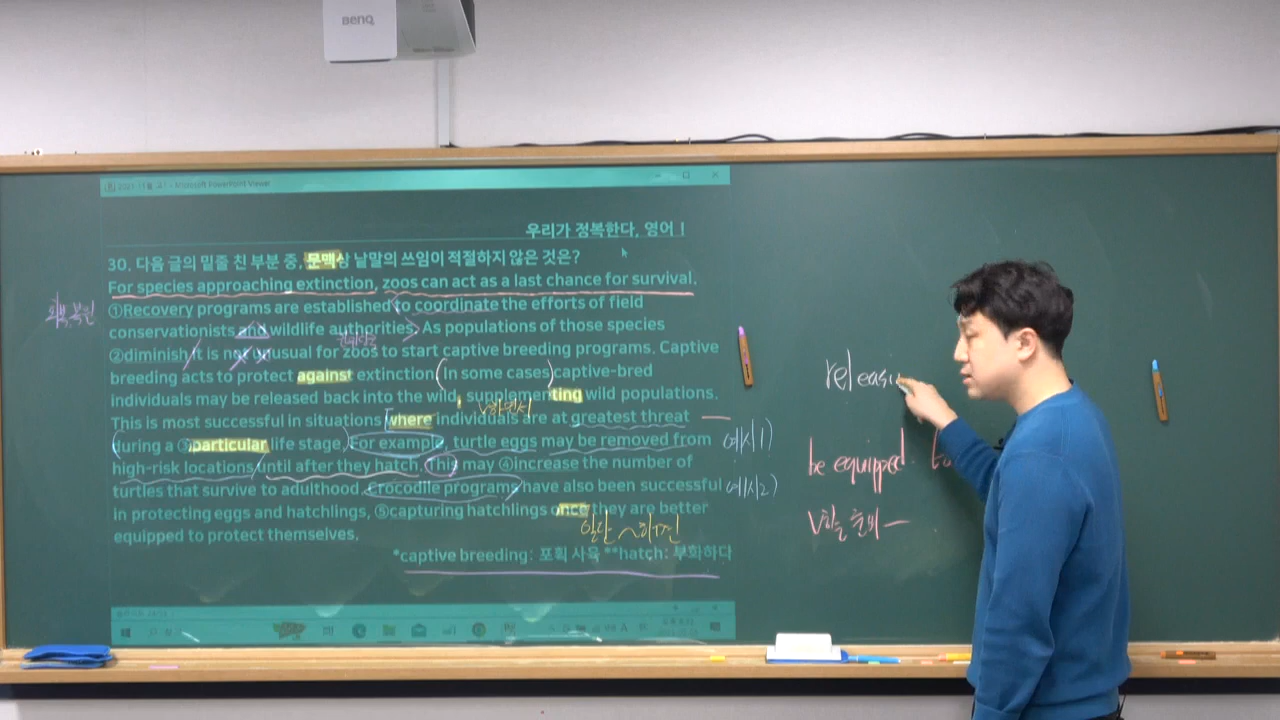 BENQ
Microsoft PowerPoint Viewer
우리가 정복한다, 영어 !
30. 다음 글의 밑줄 친 부분 중, 문맥상 낱말의 쓰임이 적절하지 않은 것은?
For species approaching extinction, zoos can act as a last chance for survival.
①Recovery programs are established to coordinate the efforts of field
회복, 복원
conservationists and wildlife authorities. As populations of those species
②diminish it is not unusual for zoos to start captive breeding programs. Captive
breeding acts to protect against extinction. In some cases captive-bred
individuals may be released back into the wild, supplementing wild populations.
V하면서
This is most successful in situations where individuals are at greatest threat
during a ③particular life stage. For example, turtle eggs may be removed from
예시1)
high-risk locations until after they hatch. This may ④increase the number of
turtles that survive to adulthood. Crocodile programs have also been successful
예시2)
in protecting eggs and hatchlings, ⑤capturing hatchlings once they are better
일단 ~하면
equipped to protect themselves.
*captive breeding: 포획 사육 **hatch: 부화하다
releasi
be equipped to
V할 준비